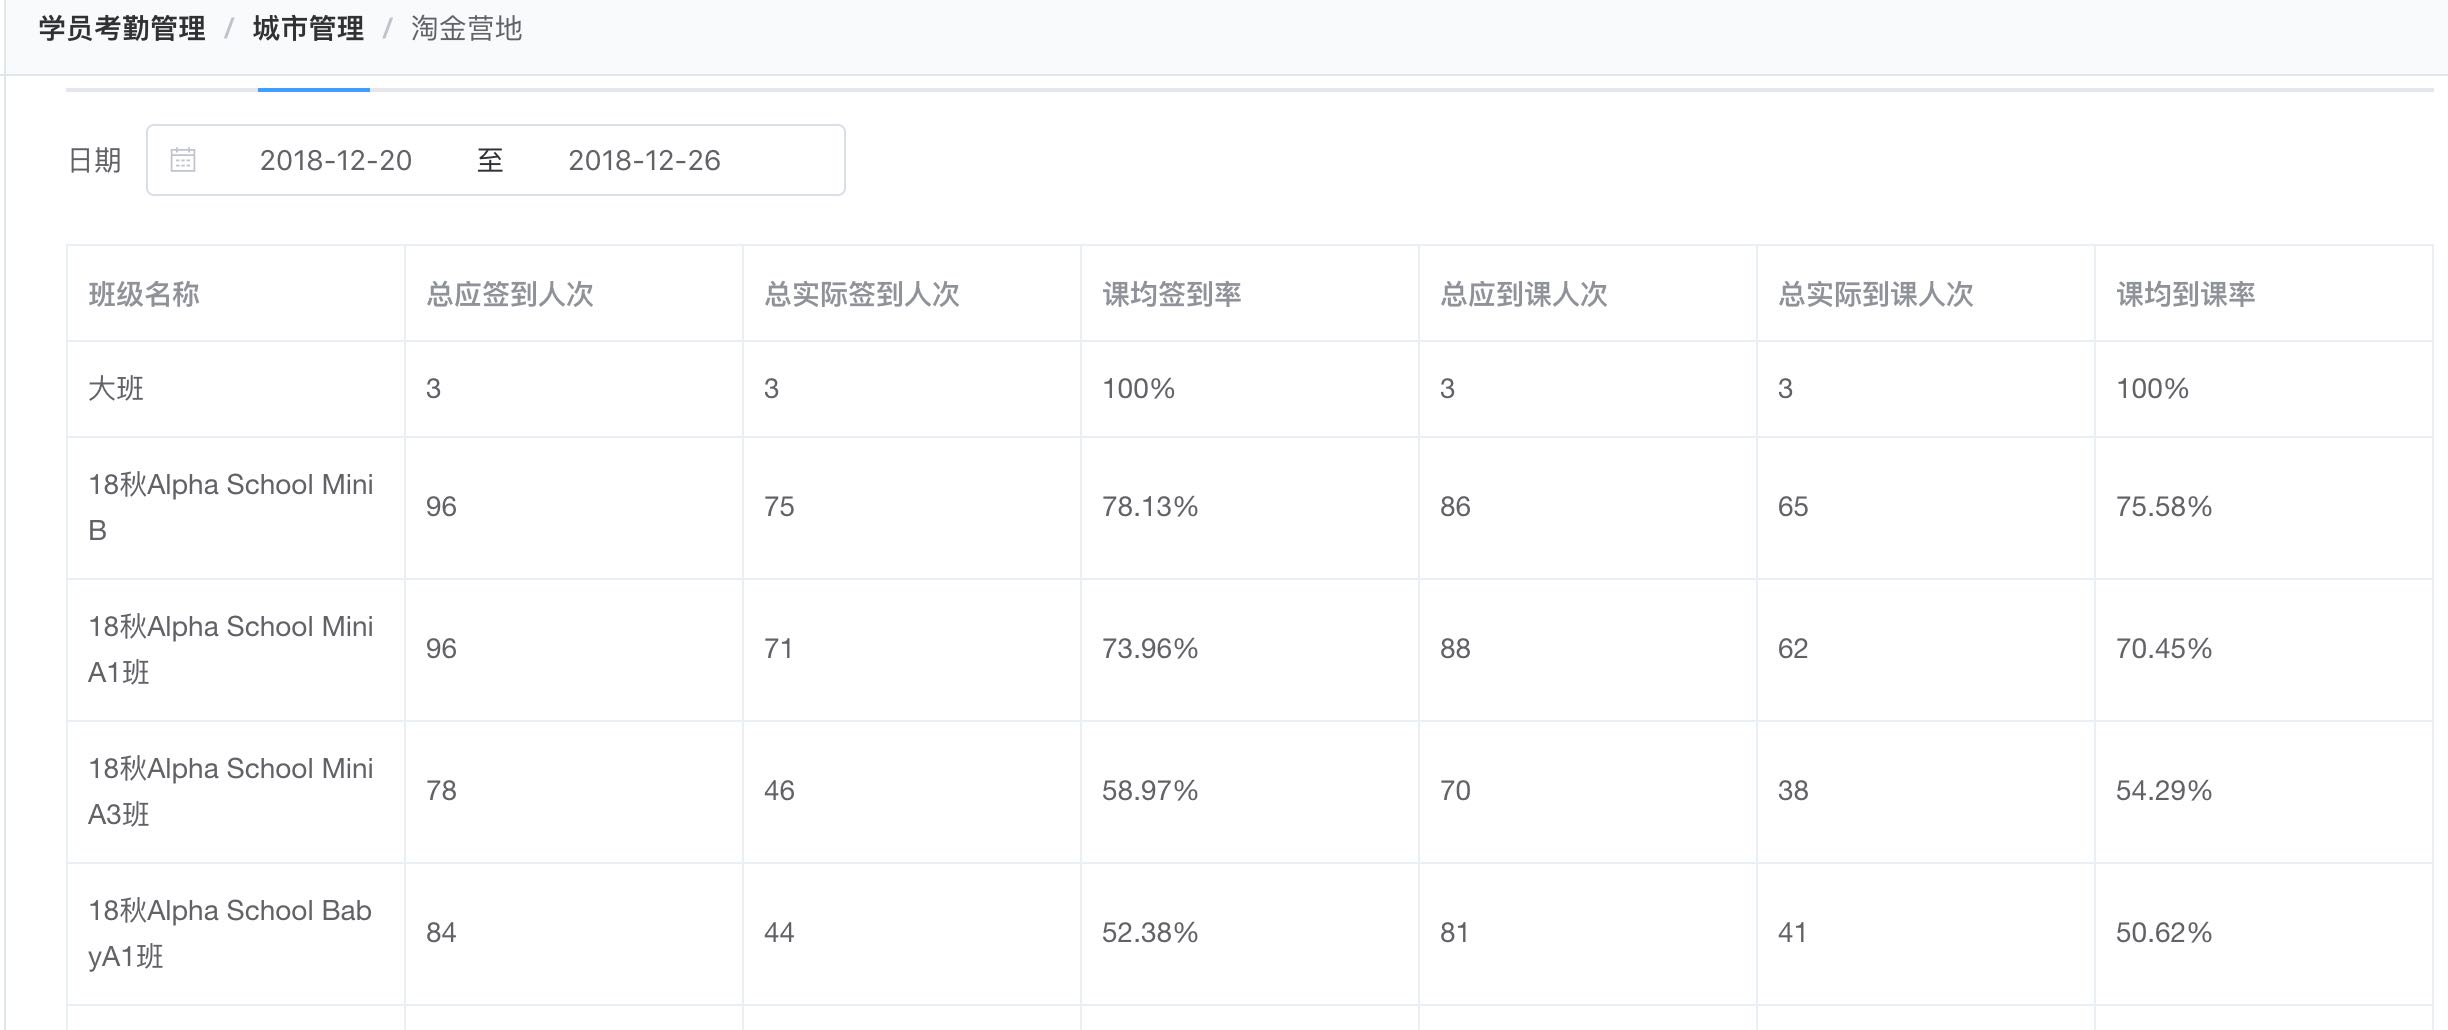 学员考勤管理 / 城市管理 / 淘金营地
日期 2018-12-20 至 2018-12-26
班级名称 总应签到人次 总实际签到人次 课均签到率 总应到课人次 总实际到课人次 课均到课率
大班 3 3 100% 3 3 100%
18秋Alpha School Mini
B 96 75 78.13% 86 65 75.58%
18秋Alpha School Mini
A1班 96 71 73.96% 88 62 70.45%
18秋Alpha School Mini
A3班 78 46 58.97% 70 38 54.29%
18秋Alpha School Bab
yA1班 84 44 52.38% 81 41 50.62%